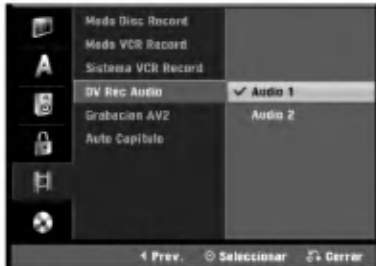 Modo Disc Record
Modo VCR Record
Sistema VCR Record
DV Rec Audio
✓ Audio 1
Grabacion AV2
Audio 2
Auto Capitolo
Prev.
Seleccionar
Cerrar